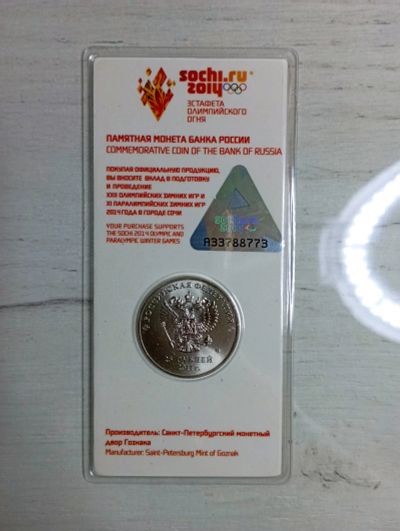 sochi.ru
2014
ЭСТАФЕТА
ОЛИМПИЙСКОГО
ОГНЯ
ПАМЯТНАЯ МОНЕТА БАНКА РОССИИ
COMMEMORATIVE COIN OF THE BANK OF RUSSIA
ПОКУПАЯ ОФИЦИАЛЬНУЮ ПРОДУКЦИЮ,
ВЫ ВНОСИТЕ ВКЛАД В ПОДГОТОВКУ
И ПРОВЕДЕНИЕ
XXII ОЛИМПИЙСКИХ ЗИМНИХ ИГР И
XI ПАРАЛИМПИЙСКИХ ЗИМНИХ ИГР
2014 ГОДА В ГОРОДЕ СОЧИ
YOUR PURCHASE SUPPORTS
THE SOCHI 2014 OLYMPIC AND
PARALYMPIC WINTER GAMES
A33788773
РОССИЙСКАЯ ФЕДЕРАЦИЯ
25 РУБЛЕЙ
Производитель: Санкт-Петербургский монетный
двор Гознака
Manufacturer: Saint-Petersburg Mint of Goznak